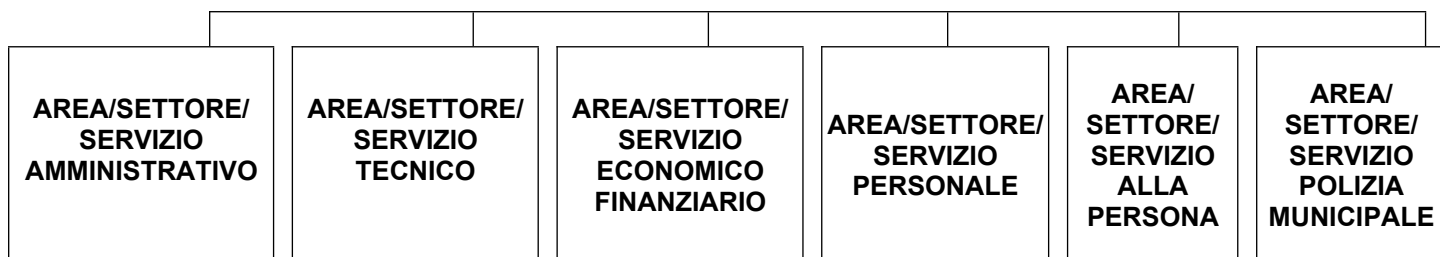 AREA/SETTORE/
SERVIZIO
AMMINISTRATIVO
AREA/SETTORE/
SERVIZIO
TECNICO
AREA/SETTORE/
SERVIZIO
ECONOMICO
FINANZIARIO
AREA/SETTORE/
SERVIZIO
PERSONALE
AREA/
SETTORE/
SERVIZIO
ALLA
PERSONA
AREA/
SETTORE/
SERVIZIO
POLIZIA
MUNICIPALE